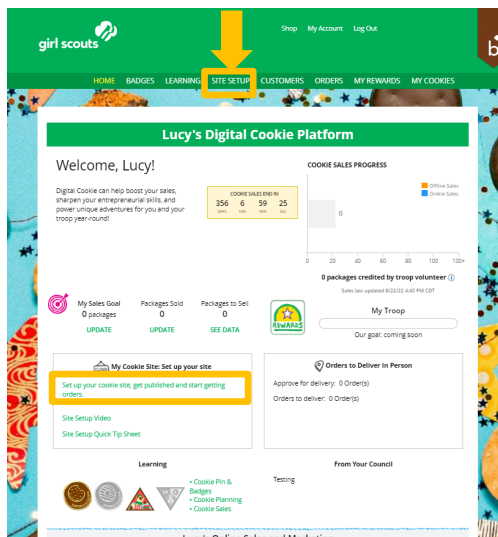 girl scouts
Shop My Account Log Out
b
HOME BADGES LEARNING SITE SETUP CUSTOMERS ORDERS MY REWARDS MY COOKIES
Lucy's Digital Cookie Platform
Welcome, Lucy!
Digital Cookie can help boost your sales,
sharpen your entrepreneurial skills, and
power unique adventures for you and your
troop year-round!
COOKIE SALES END IN
356 6 59 25
DAYS HRS MIN SEC
COOKIE SALES PROGRESS
Offline Sales
Online Sales
0
0 20 40 60 80 100 100+
0 packages credited by troop volunteer
Sales last updated 8/22/22 4:45 PM CDT
My Sales Goal
0 packages
UPDATE
Packages Sold
0
UPDATE
Packages to Sell
0
SEE DATA
REWARDS
My Troop
Our goal: coming soon
My Cookie Site: Set up your site
Set up your cookie site, get published and start getting
orders.
Site Setup Video
Site Setup Quick Tip Sheet
Orders to Deliver In Person
Approve for delivery: 0 Order(s)
Orders to deliver: 0 Order(s)
Learning
• Cookie Pin &
Badges
• Cookie Planning
• Cookie Sales
From Your Council
Testing